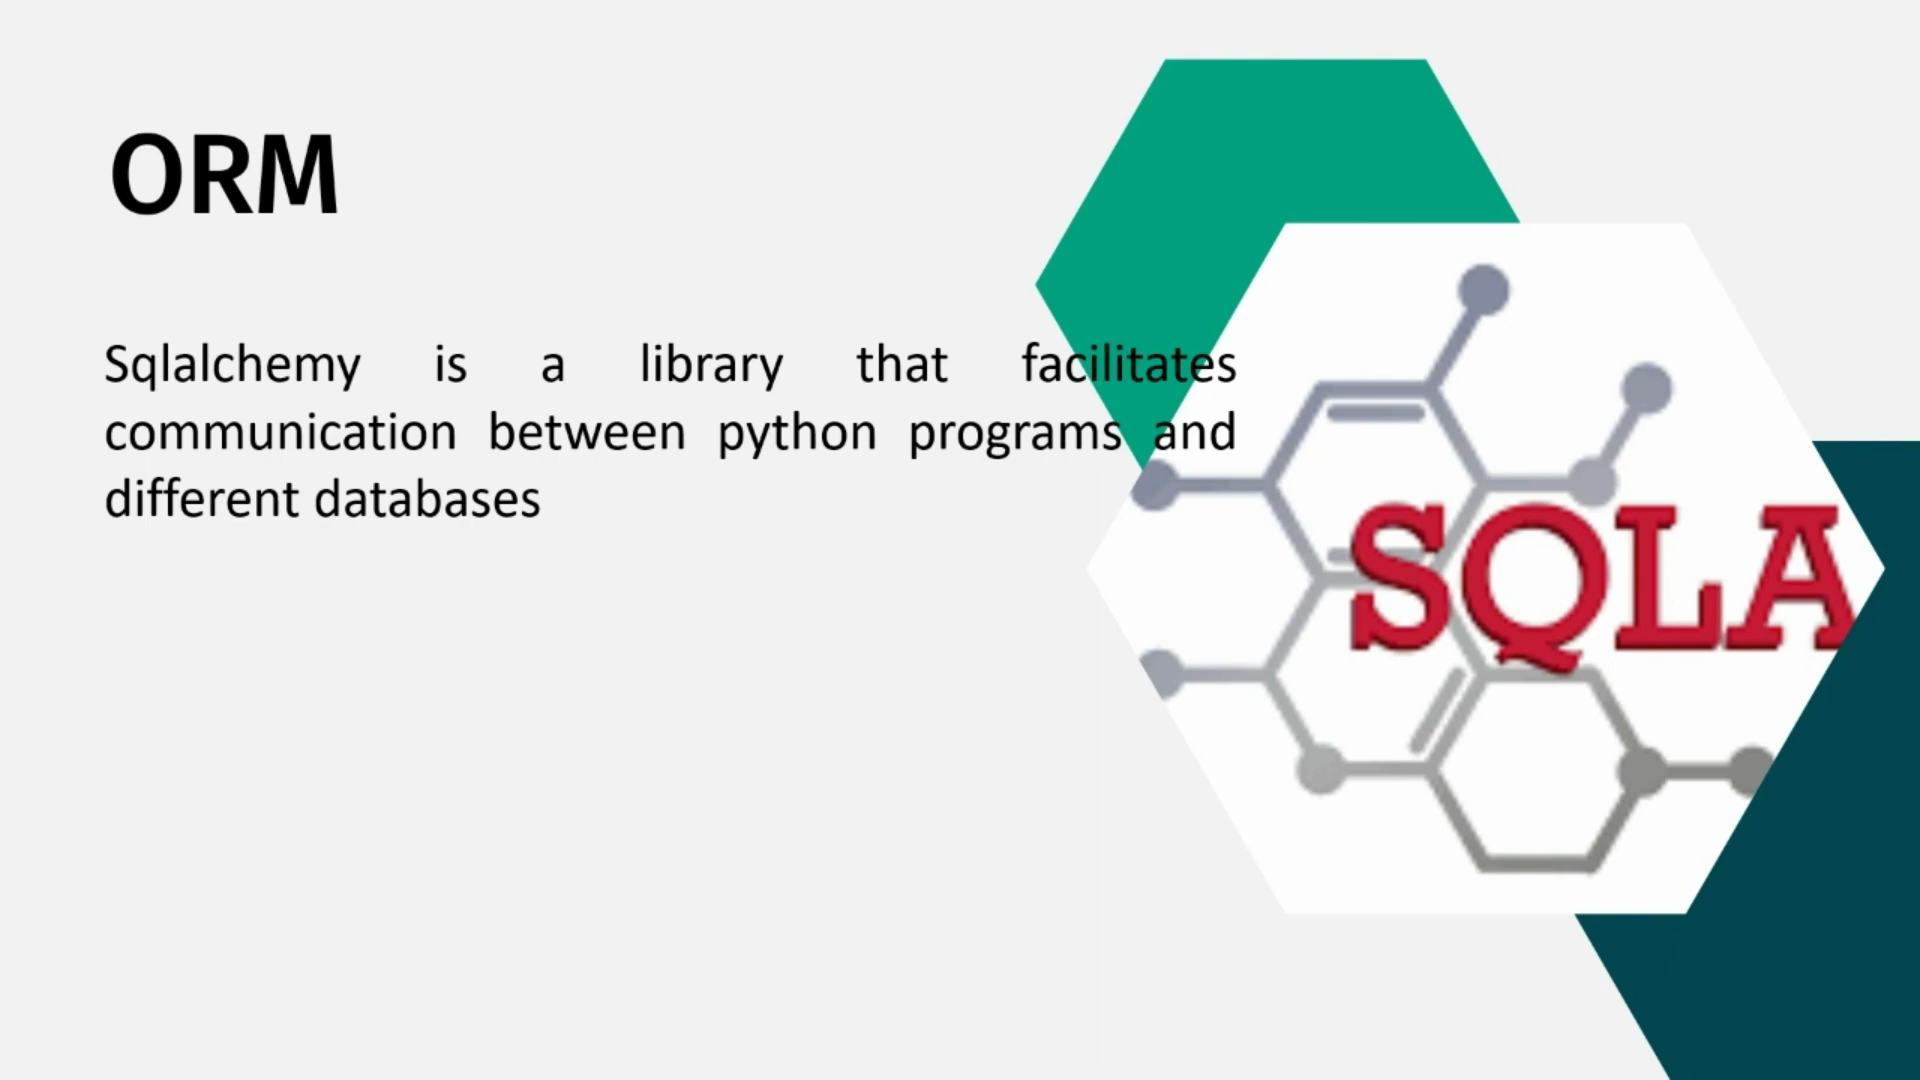 ORM
Sqlalchemy is a library that facilitates
communication between python programs and
different databases
SQLA